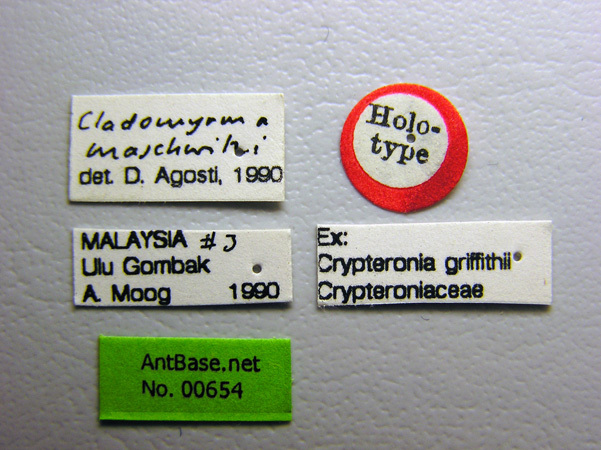 Cladomyrma
maschwitzi
det. D. Agosti, 1990
Holo-
type
MALAYSIA #3
Ulu Gombak
A. Moog 1990
Ex:
Crypteronia griffithii
Crypteroniaceae
AntBase.net
No. 00654